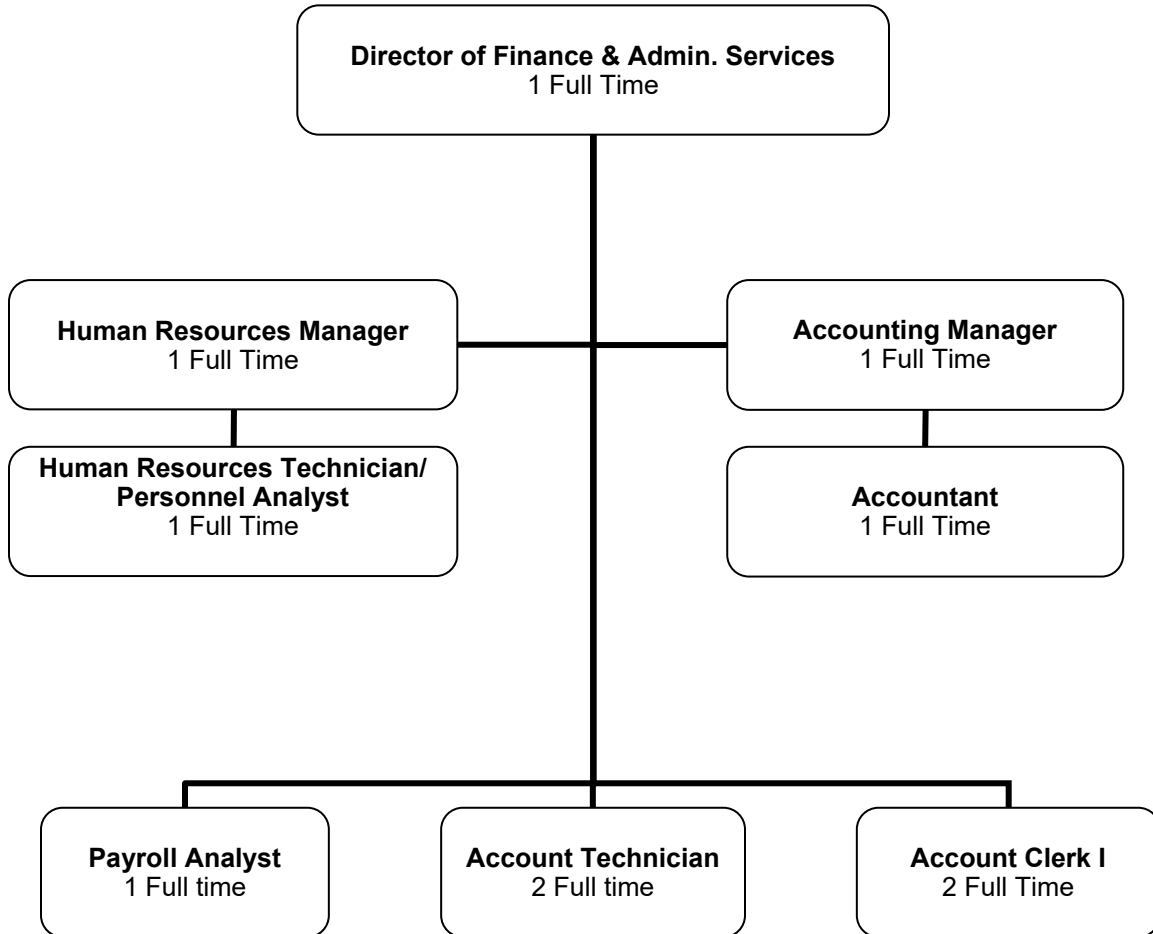 Director of Finance & Admin. Services
1 Full Time
Human Resources Manager
1 Full Time
Accounting Manager
1 Full Time
Human Resources Technician/
Personnel Analyst
1 Full Time
Accountant
1 Full Time
Payroll Analyst
1 Full time
Account Technician
2 Full time
Account Clerk I
2 Full Time